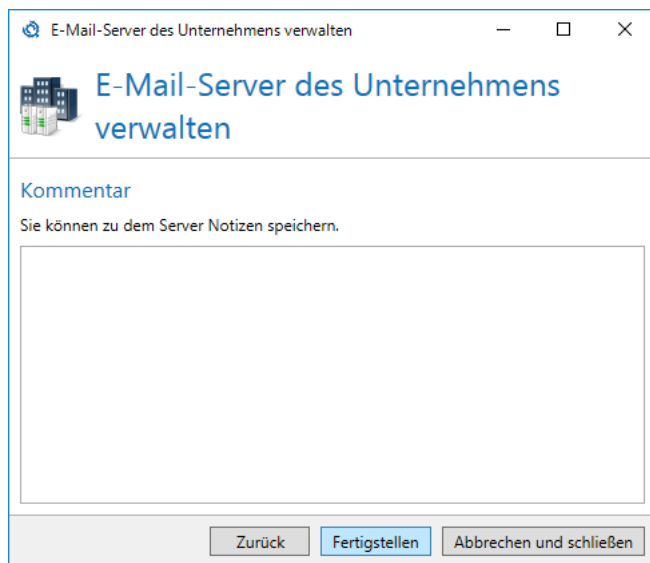 E-Mail-Server des Unternehmens verwalten
E-Mail-Server des Unternehmens
verwalten
Kommentar
Sie können zu dem Server Notizen speichern.
Zurück
Fertigstellen
Abbrechen und schließen